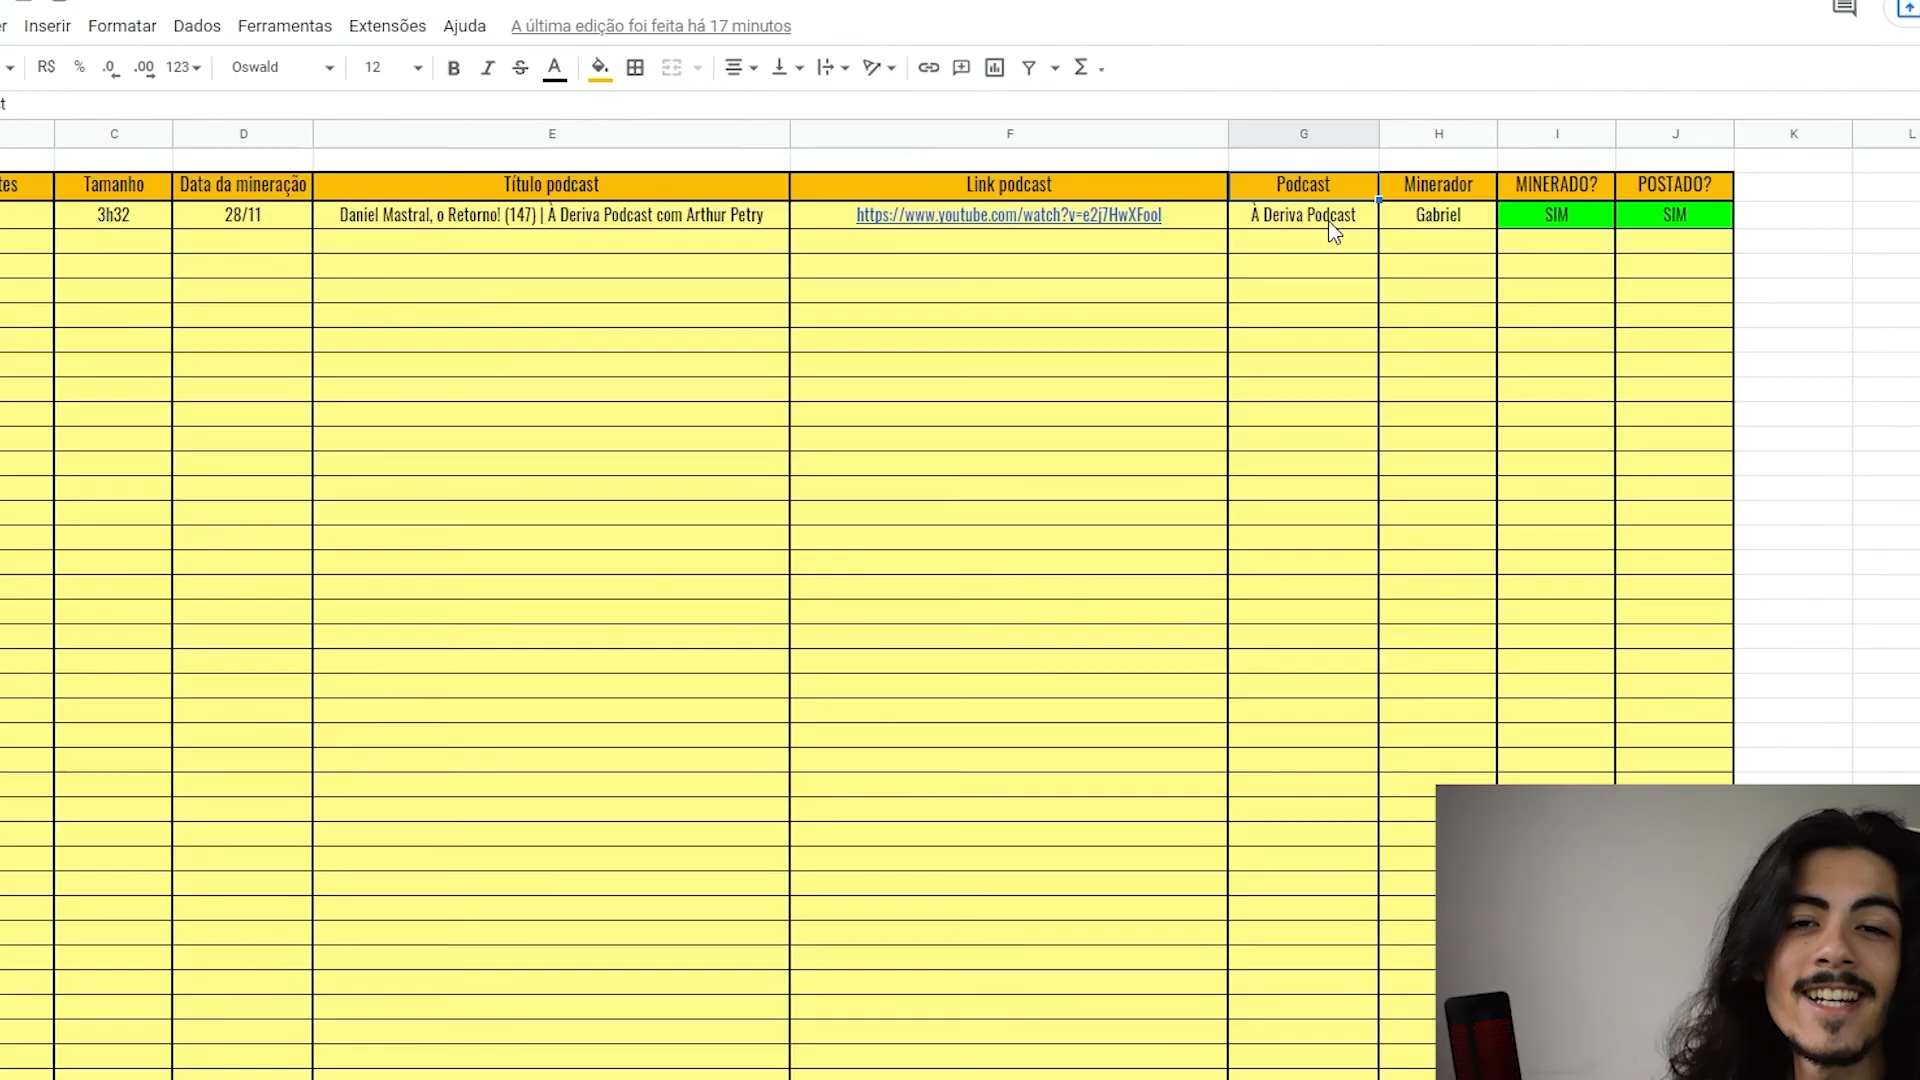 er Inserir Formatar Dados Ferramentas Extensões Ajuda A última edição foi feita há 17 minutos
R$ % .0 .00 123 Oswald 12 B I S A Σ
t
C D E F G H I J K L
tes Tamanho Data da mineração Título podcast Link podcast Podcast Minerador MINERADO? POSTADO?
3h32 28/11 Daniel Mastral, o Retorno! (147) | À Deriva Podcast com Arthur Petry https://www.youtube.com/watch?v=e2j7HwXFooI À Deriva Podcast Gabriel SIM SIM